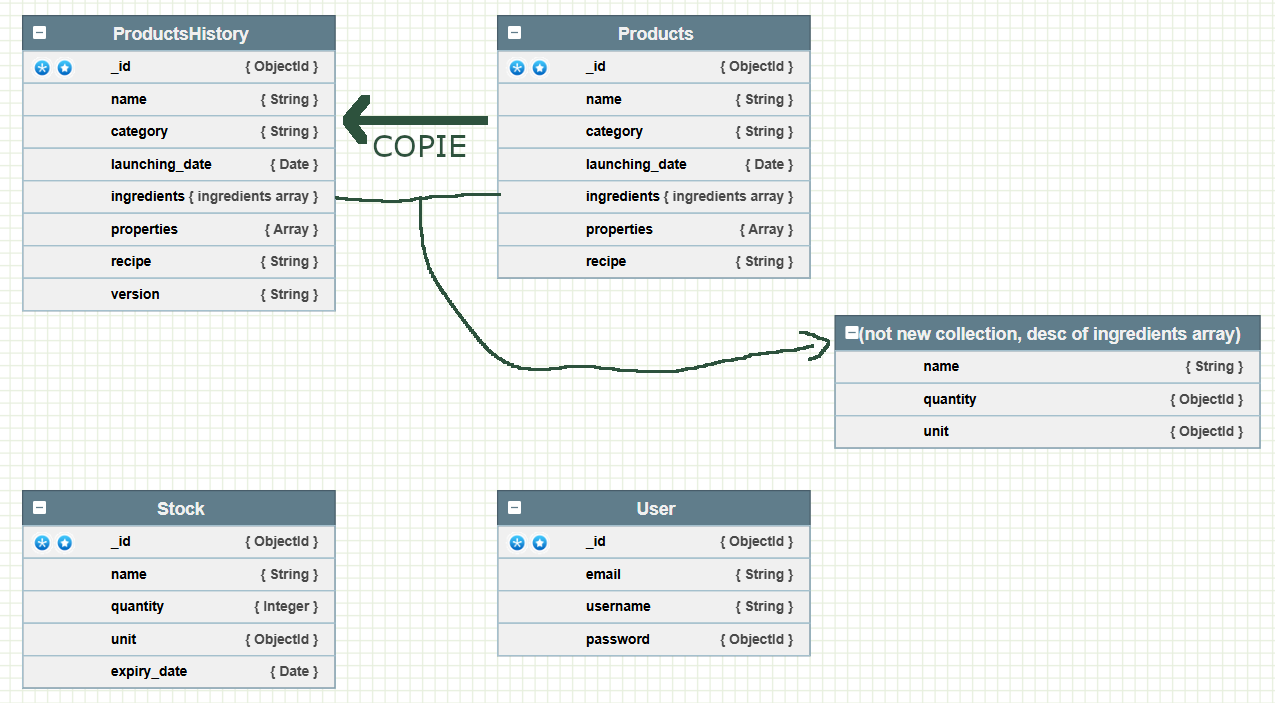 ProductsHistory
_id { ObjectId }
name { String }
category { String }
launching_date { Date }
ingredients { ingredients array }
properties { Array }
recipe { String }
version { String }
COPIE
Products
_id { ObjectId }
name { String }
category { String }
launching_date { Date }
ingredients { ingredients array }
properties { Array }
recipe { String }
(not new collection, desc of ingredients array)
name { String }
quantity { ObjectId }
unit { ObjectId }
Stock
_id { ObjectId }
name { String }
quantity { Integer }
unit { ObjectId }
expiry_date { Date }
User
_id { ObjectId }
email { String }
username { String }
password { ObjectId }